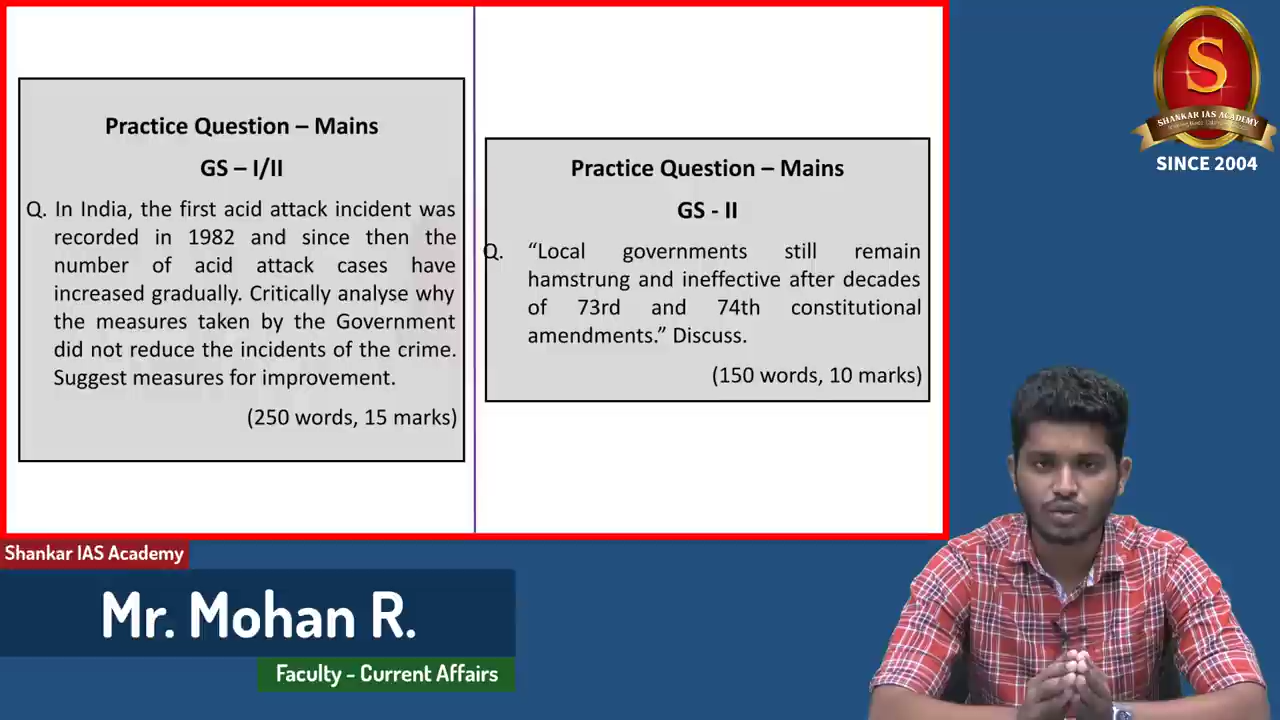 Practice Question – Mains
GS – I/II
Q. In India, the first acid attack incident was
recorded in 1982 and since then the
number of acid attack cases have
increased gradually. Critically analyse why
the measures taken by the Government
did not reduce the incidents of the crime.
Suggest measures for improvement.
(250 words, 15 marks)
Practice Question – Mains
GS - II
Q. “Local governments still remain
hamstrung and ineffective after decades
of 73rd and 74th constitutional
amendments.” Discuss.
(150 words, 10 marks)
S
SHANKAR IAS ACADEMY
SINCE 2004
Shankar IAS Academy
Mr. Mohan R.
Faculty - Current Affairs